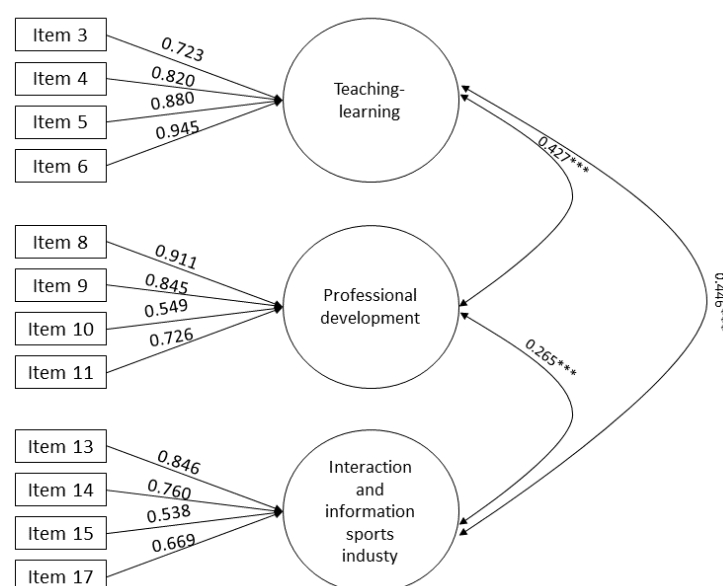 Item 3
0.723
Item 4
0.820
Item 5
0.880
Item 6
0.945
Teaching-
learning
0.427***
Item 8
0.911
Item 9
0.845
Item 10
0.549
Item 11
0.726
Professional
development
0.265***
0.446***
Item 13
0.846
Item 14
0.760
Item 15
0.538
Item 17
0.669
Interaction
and
information
sports
industy